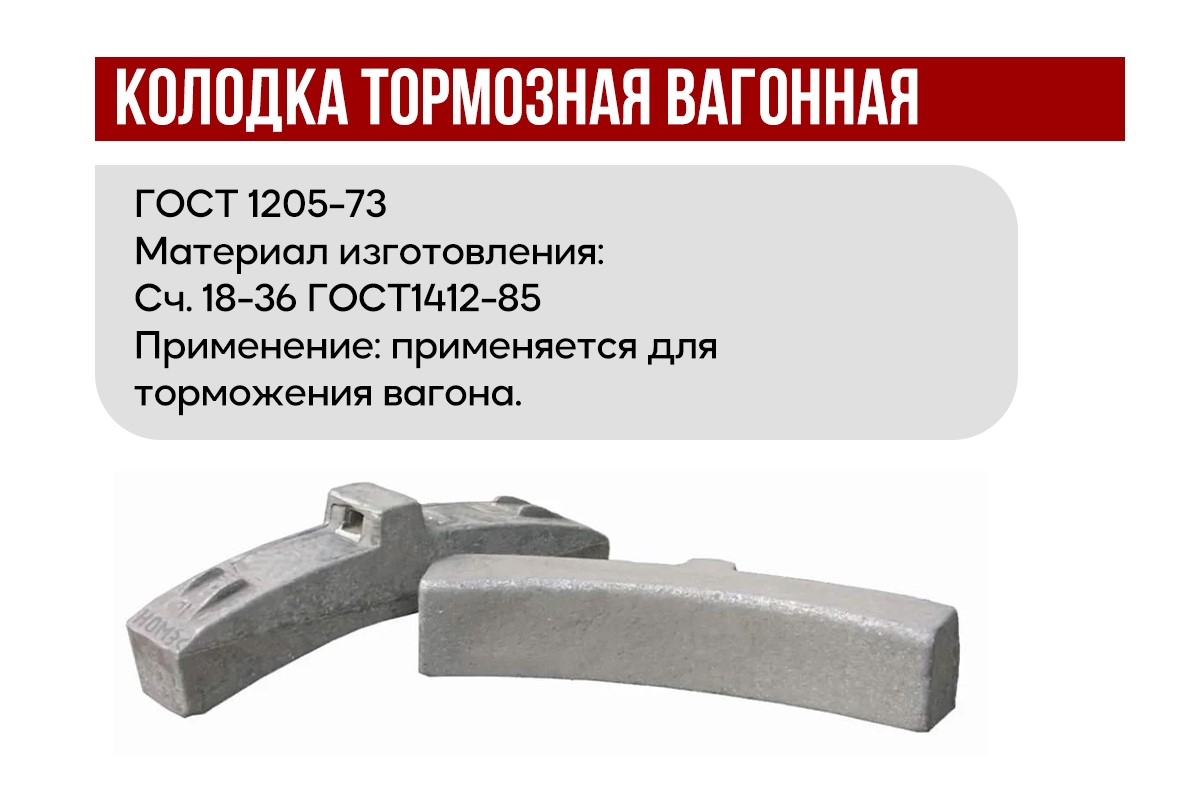 КОЛОДКА ТОРМОЗНАЯ ВАГОННАЯ
ГОСТ 1205-73
Материал изготовления:
Сч. 18-36 ГОСТ1412-85
Применение: применяется для
торможения вагона.